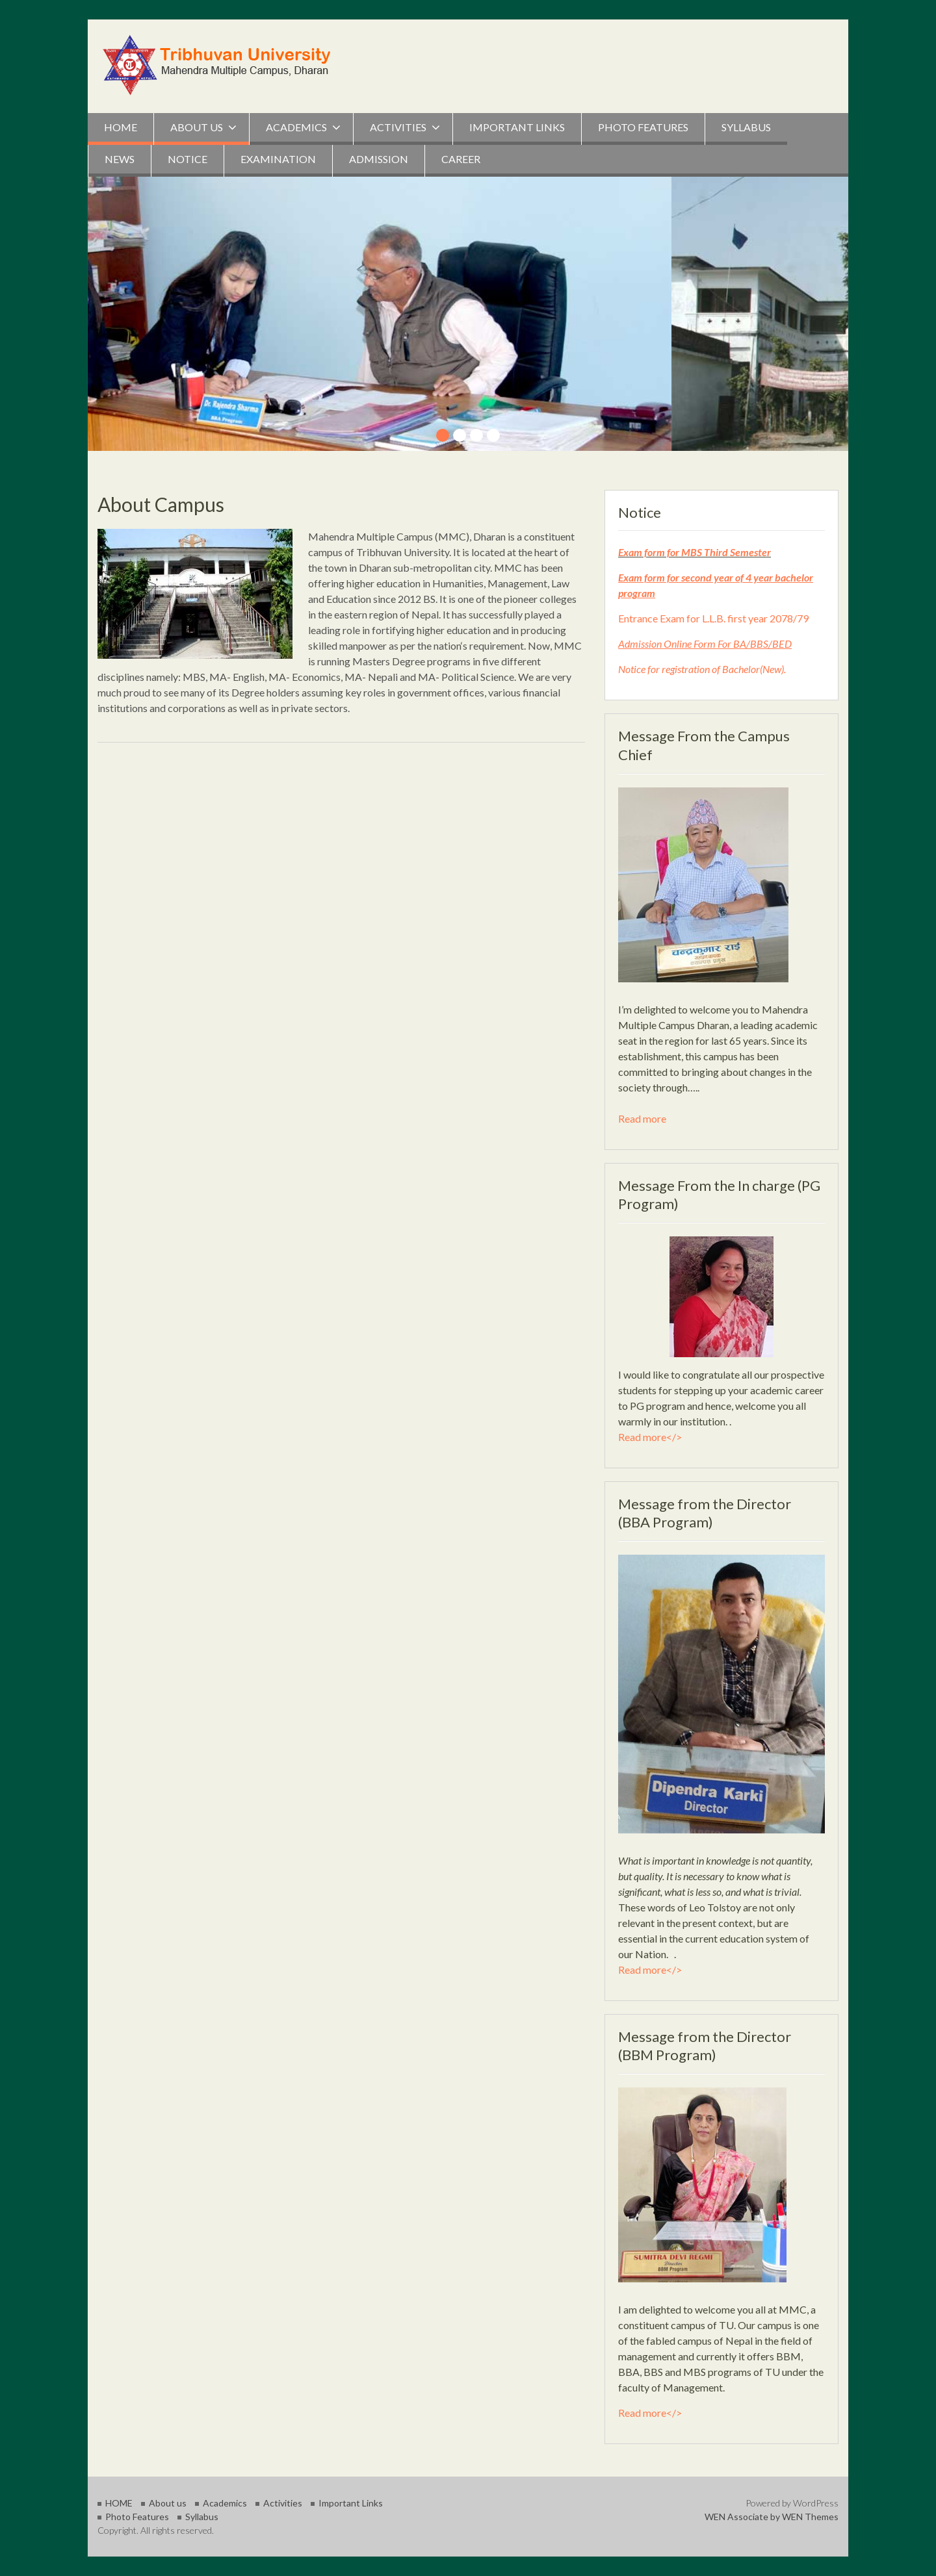 Tribhuvan University
Mahendra Multiple Campus, Dharan
HOME
ABOUT US
ACADEMICS
ACTIVITIES
IMPORTANT LINKS
PHOTO FEATURES
SYLLABUS
NEWS
NOTICE
EXAMINATION
ADMISSION
CAREER
Dr. Rajendra Sharma
BBA Program
About Campus
Mahendra Multiple Campus (MMC), Dharan is a constituent
campus of Tribhuvan University. It is located at the heart of
the town in Dharan sub-metropolitan city. MMC has been
offering higher education in Humanities, Management, Law
and Education since 2012 BS. It is one of the pioneer colleges
in the eastern region of Nepal. It has successfully played a
leading role in fortifying higher education and in producing
skilled manpower as per the nation's requirement. Now, MMC
is running Masters Degree programs in five different
disciplines namely: MBS, MA- English, MA- Economics, MA- Nepali and MA- Political Science. We are very
much proud to see many of its Degree holders assuming key roles in government offices, various financial
institutions and corporations as well as in private sectors.
Notice
Exam form for MBS Third Semester
Exam form for second year of 4 year bachelor
program
Entrance Exam for L.L.B. first year 2078/79
Admission Online Form For BA/BBS/BED
Notice for registration of Bachelor(New).
Message From the Campus
Chief
चन्द्रकुमार राई
I'm delighted to welcome you to Mahendra
Multiple Campus Dharan, a leading academic
seat in the region for last 65 years. Since its
establishment, this campus has been
committed to bringing about changes in the
society through…..
Read more
Message From the In charge (PG
Program)
I would like to congratulate all our prospective
students for stepping up your academic career
to PG program and hence, welcome you all
warmly in our institution. .
Read more</>
Message from the Director
(BBA Program)
Dipendra Karki
Director
What is important in knowledge is not quantity,
but quality. It is necessary to know what is
significant, what is less so, and what is trivial.
These words of Leo Tolstoy are not only
relevant in the present context, but are
essential in the current education system of
our Nation.  .
Read more</>
Message from the Director
(BBM Program)
SUMITRA DEVI REGMI
Director
BBM Program
I am delighted to welcome you all at MMC, a
constituent campus of TU. Our campus is one
of the fabled campus of Nepal in the field of
management and currently it offers BBM,
BBA, BBS and MBS programs of TU under the
faculty of Management.
Read more</>
HOME
About us
Academics
Activities
Important Links
Photo Features
Syllabus
Copyright. All rights reserved.
Powered by WordPress
WEN Associate by WEN Themes